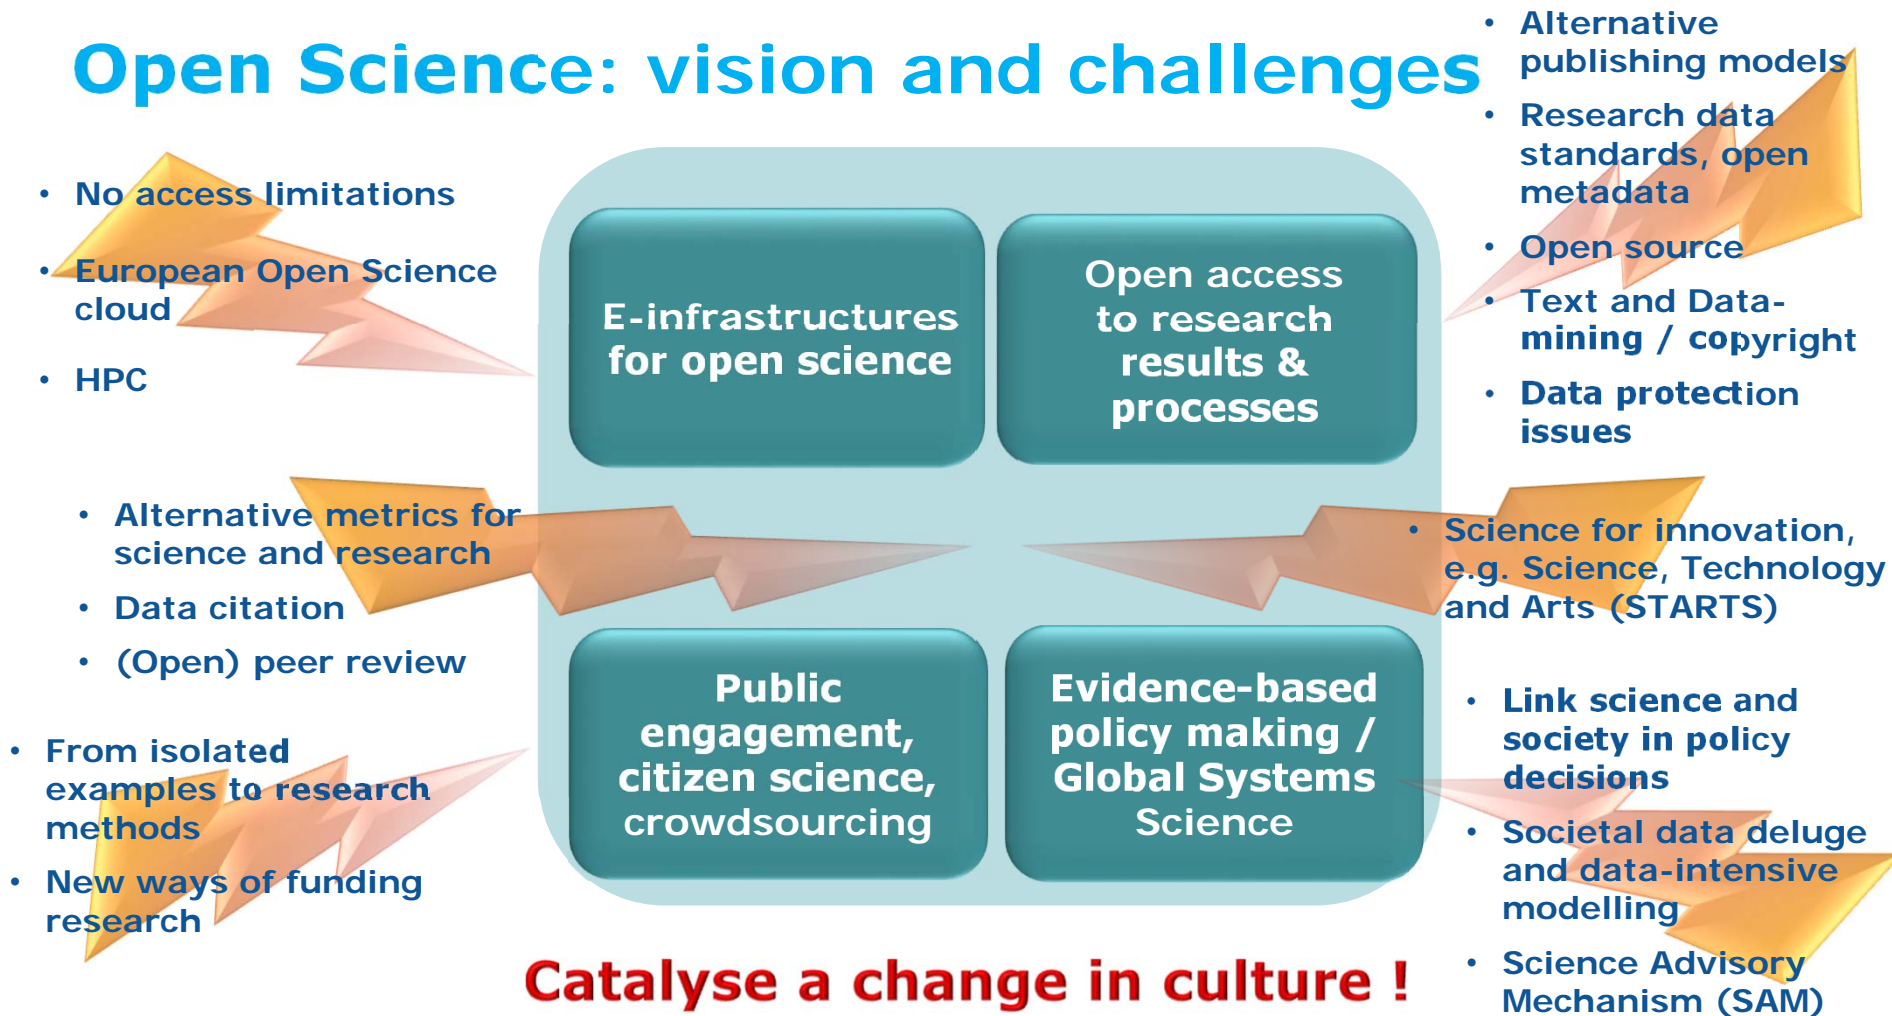 Open Science: vision and challenges
• No access limitations
• European Open Science
cloud
• HPC
E-infrastructures
for open science
Open access
to research
results &
processes
• Alternative
publishing models
• Research data
standards, open
metadata
• Open source
• Text and Data-
mining / copyright
• Data protection
issues
• Alternative metrics for
science and research
• Data citation
• (Open) peer review
• Science for innovation,
e.g. Science, Technology
and Arts (STARTS)
• From isolated
examples to research
methods
• New ways of funding
research
Public
engagement,
citizen science,
crowdsourcing
Evidence-based
policy making /
Global Systems
Science
• Link science and
society in policy
decisions
• Societal data deluge
and data-intensive
modelling
• Science Advisory
Mechanism (SAM)
Catalyse a change in culture !